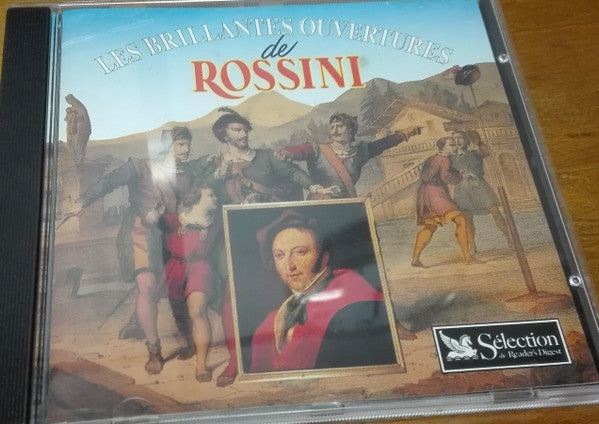 LES BRILLANTES OUVERTURES
de
ROSSINI
Sélection
du Reader's Digest